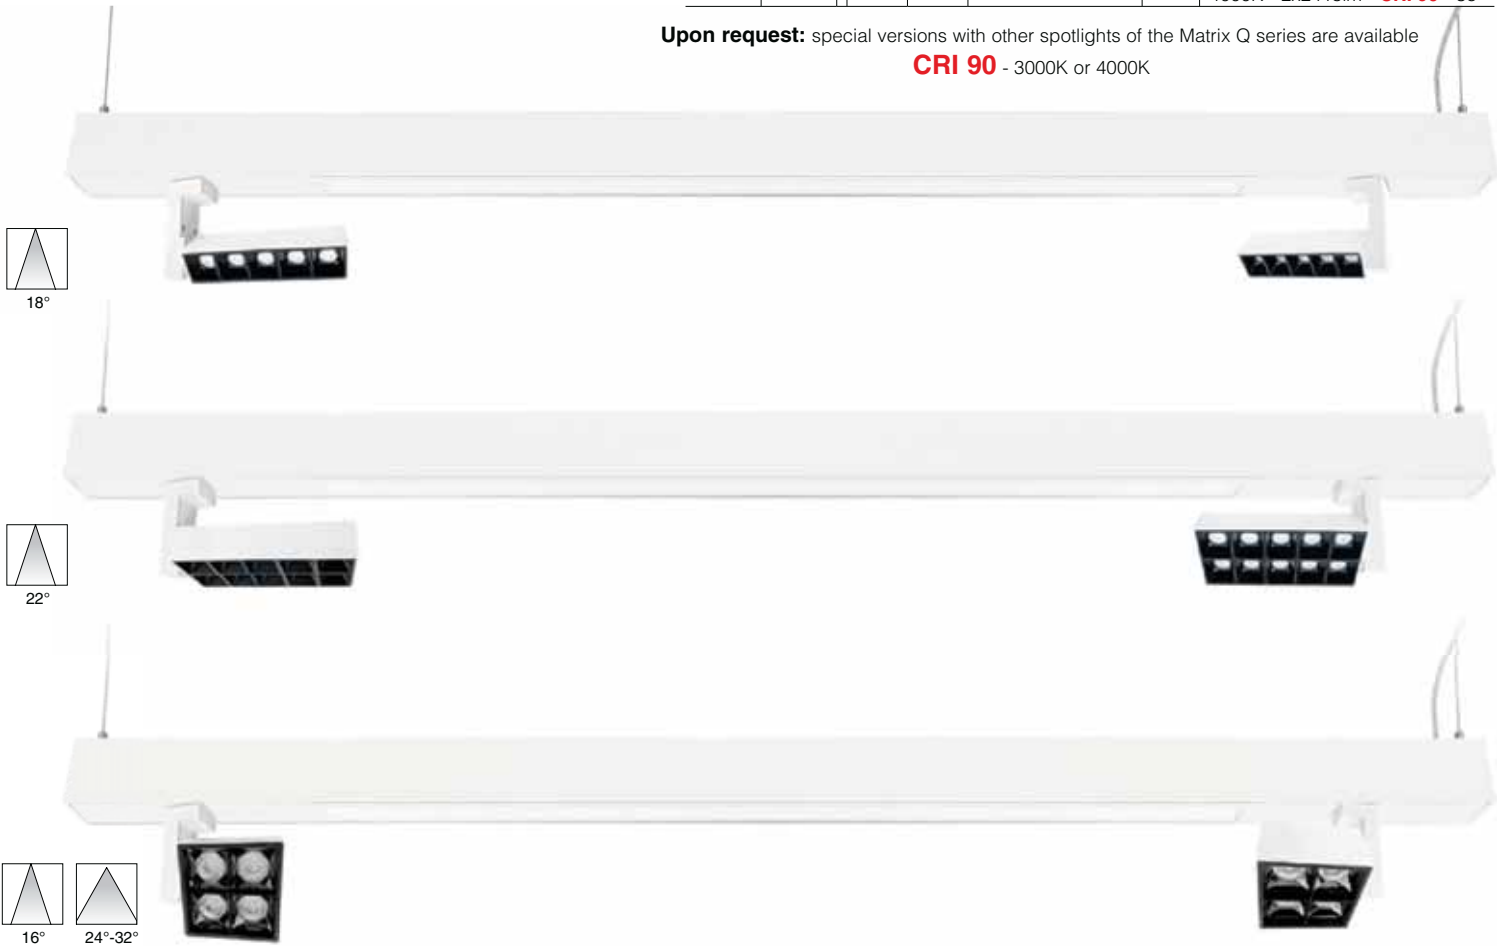 Upon request: special versions with other spotlights of the Matrix Q series are available
CRI 90 - 3000K or 4000K
18°
22°
16° 24°-32°